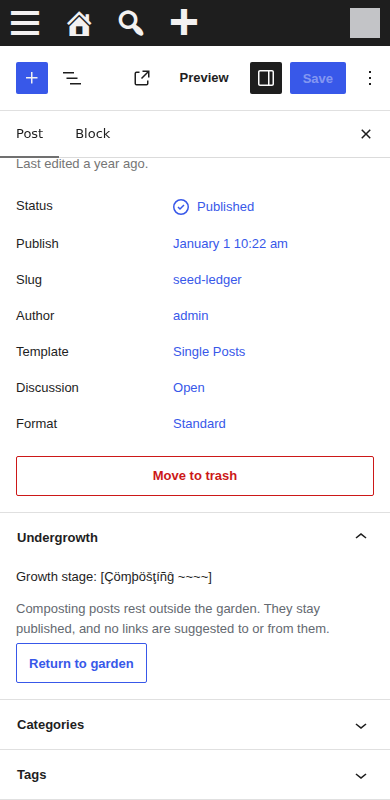 Preview
Save
Post Block
Last edited a year ago.
Status Published
Publish January 1 10:22 am
Slug seed-ledger
Author admin
Template Single Posts
Discussion Open
Format Standard
Move to trash
Undergrowth
Growth stage: [Çöɱþöšţíñĝ ~~~~]
Composting posts rest outside the garden. They stay
published, and no links are suggested to or from them.
Return to garden
Categories
Tags